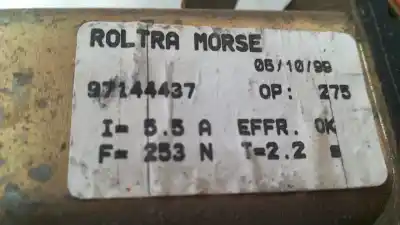 ROLTRA MORSE
05/10/99
97144437 OP: 275
I= 5.5 A EFFR. OK
F= 253 N T=2.2 s